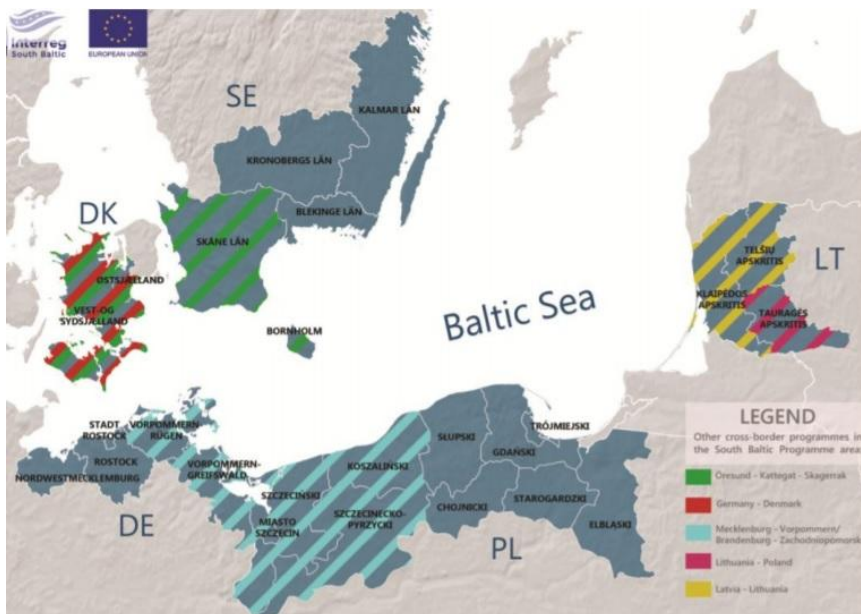 Interreg
South Baltic
EUROPEAN UNION
SE
KALMAR LÄN
KRONOBERGS LÄN
BLEKINGE LÄN
DK
SKÅNE LÄN
ØSTSJÆLLAND
VEST-OG
SYDSJÆLLAND
BORNHOLM
Baltic Sea
TELŠIŲ
APSKRITIS
LT
KLAIPĖDOS
APSKRITIS
TAURAGĖS
APSKRITIS
STADT
ROSTOCK
VORPOMMERN-
RÜGEN
ROSTOCK
NORDWESTMECKLEMBURG
VORPOMMERN-
GREIFSWALD
DE
SZCZECIŃSKI
MIASTO
SZCZECIN
KOSZALIŃSKI
SZCZECINECKO-
PYRZYCKI
SŁUPSKI
CHOJNICKI
TRÓJMIEJSKI
GDAŃSKI
STAROGARDZKI
ELBLĄSKI
PL
LEGEND
Other cross-border programmes in
the South Baltic Programme area
Öresund - Kattegat - Skagerrak
Germany - Denmark
Mecklenburg - Vorpommern/
Brandenburg - Zachodniopomorsk
Lithuania - Poland
Latvia - Lithuania